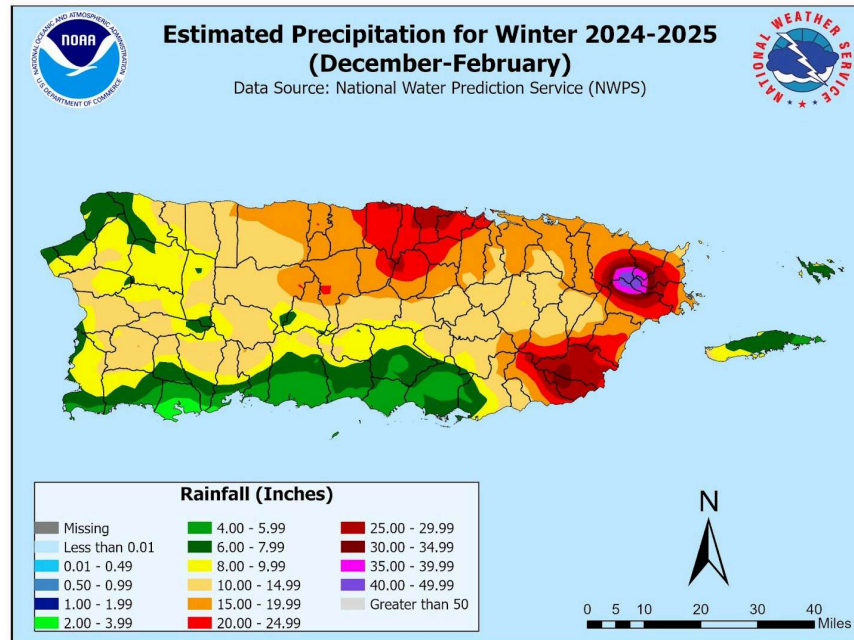 NATIONAL OCEANIC AND ATMOSPHERIC ADMINISTRATION
U.S. DEPARTMENT OF COMMERCE
NOAA
Estimated Precipitation for Winter 2024-2025
(December-February)
Data Source: National Water Prediction Service (NWPS)
NATIONAL WEATHER SERVICE
Rainfall (Inches)
Missing
Less than 0.01
0.01 - 0.49
0.50 - 0.99
1.00 - 1.99
2.00 - 3.99
4.00 - 5.99
6.00 - 7.99
8.00 - 9.99
10.00 - 14.99
15.00 - 19.99
20.00 - 24.99
25.00 - 29.99
30.00 - 34.99
35.00 - 39.99
40.00 - 49.99
Greater than 50
N
0 5 10 20 30 40
Miles